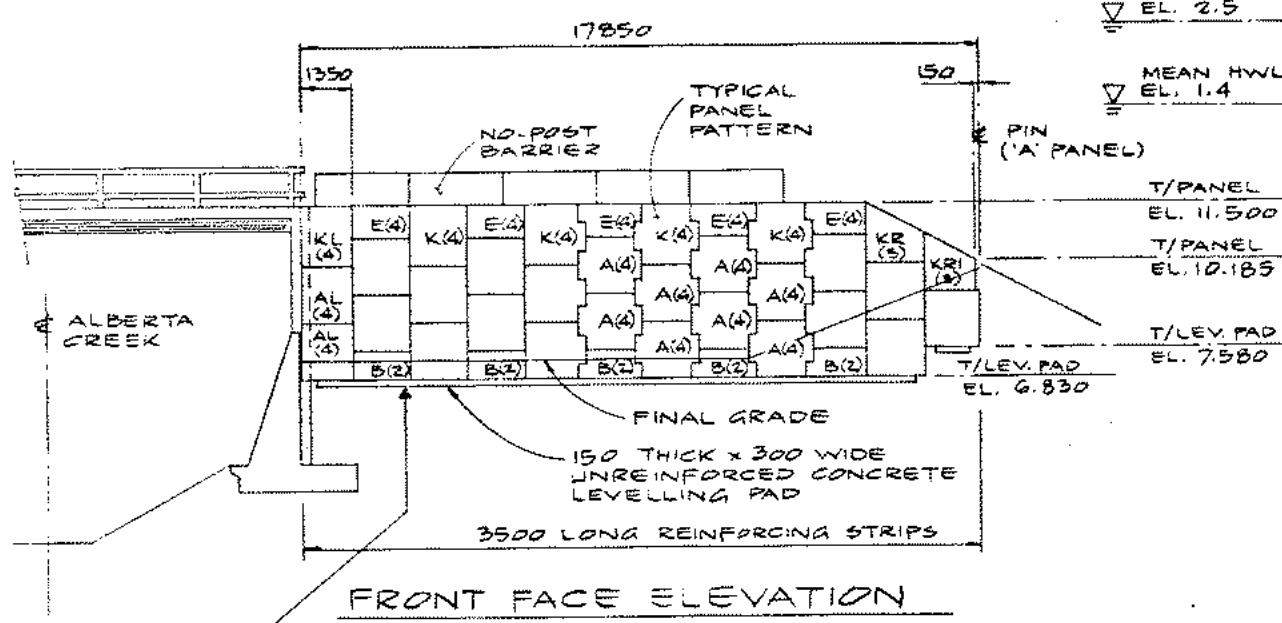 EL. 2.5
17850
1350
150
MEAN HWL
EL. 1.4
TYPICAL
PANEL
PATTERN
NO-POST
BARRIER
℄ PIN
('A' PANEL)
T/PANEL
EL. 11.500
T/PANEL
EL. 10.185
KL
(4)
E(4)
K(4)
E(4)
K(4)
E(4)
K(4)
E(4)
K(4)
E(4)
KR
KR1
A(4)
A(4)
AL
(4)
A(4)
A(4)
A(4)
A(4)
AL
(4)
A(4)
A(4)
B(2)
B(2)
B(2)
B(2)
B(2)
℄ ALBERTA
CREEK
T/LEV. PAD
EL. 7.580
T/LEV. PAD
EL. 6.830
FINAL GRADE
150 THICK x 300 WIDE
UNREINFORCED CONCRETE
LEVELLING PAD
3500 LONG REINFORCING STRIPS
FRONT FACE ELEVATION